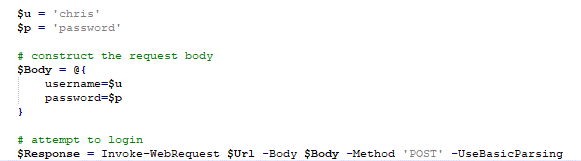 $u = 'chris'
$p = 'password'
# construct the request body
$Body = @{
username=$u
password=$p
}
# attempt to login
$Response = Invoke-WebRequest $Url -Body $Body -Method 'POST' -UseBasicParsing